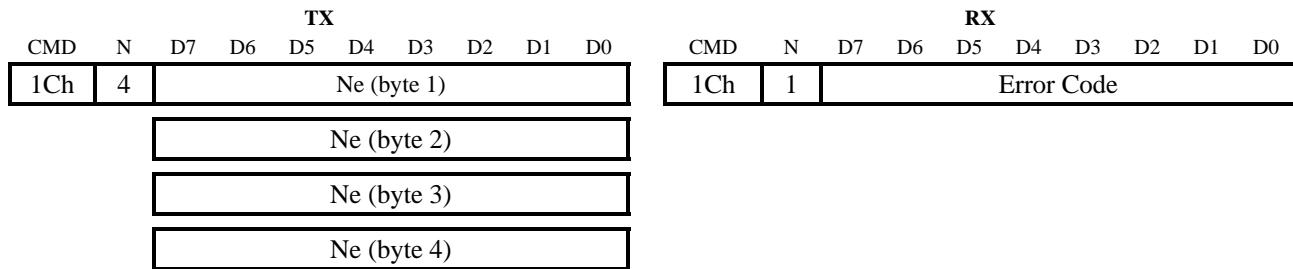 TX RX
CMD N D7 D6 D5 D4 D3 D2 D1 D0 CMD N D7 D6 D5 D4 D3 D2 D1 D0
1Ch 4 Ne (byte 1) 1Ch 1 Error Code
Ne (byte 2)
Ne (byte 3)
Ne (byte 4)